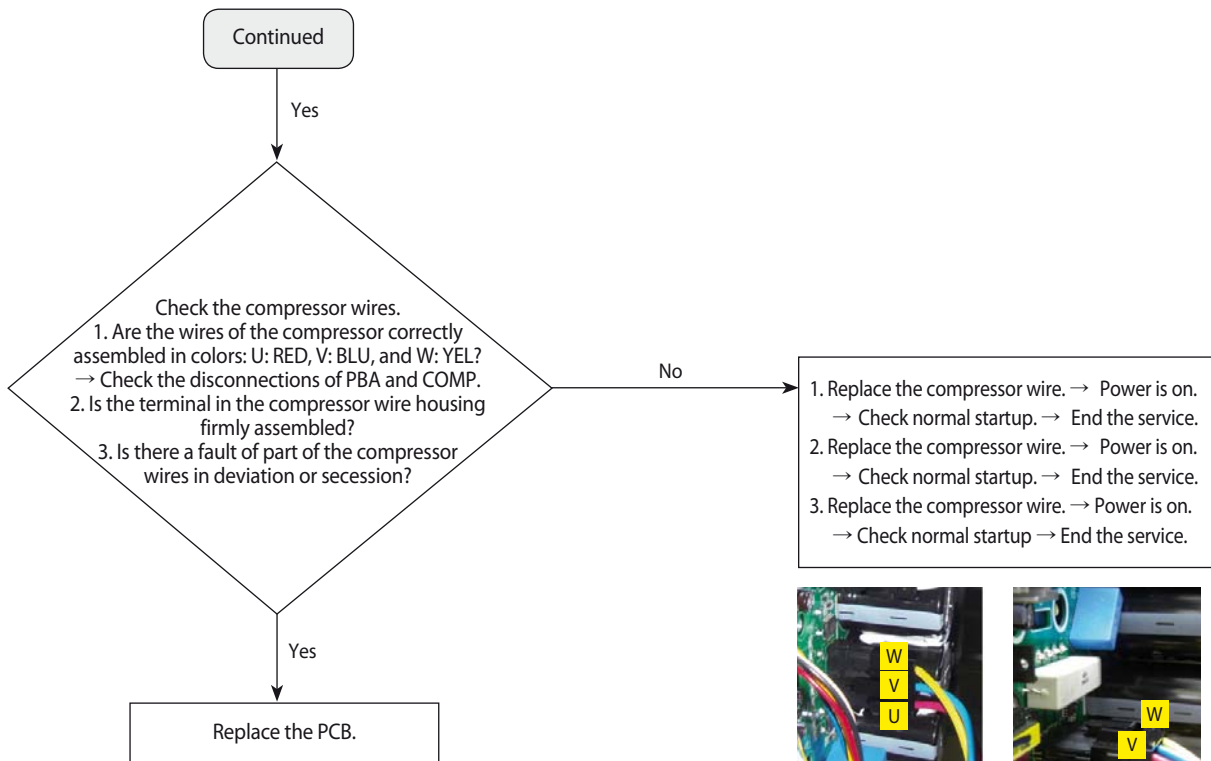 Continued
Yes
Check the compressor wires.
1. Are the wires of the compressor correctly
assembled in colors: U: RED, V: BLU, and W: YEL?
→ Check the disconnections of PBA and COMP.
2. Is the terminal in the compressor wire housing
firmly assembled?
3. Is there a fault of part of the compressor
wires in deviation or secession?
No
1. Replace the compressor wire. → Power is on.
→ Check normal startup. → End the service.
2. Replace the compressor wire. → Power is on.
→ Check normal startup. → End the service.
3. Replace the compressor wire. → Power is on.
→ Check normal startup → End the service.
Yes
Replace the PCB.
W
V
U
W
V